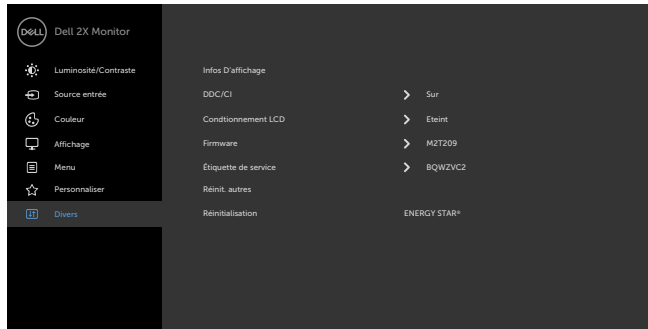 DELL Dell 2X Monitor
Luminosité/Contraste
Infos D'affichage
Source entrée
DDC/CI
Sur
Couleur
Condtionnement LCD
Eteint
Affichage
Firmware
M2T209
Menu
Étiquette de service
BQWZVC2
Personnaliser
Réinit. autres
Divers
Réinitialisation
ENERGY STAR®